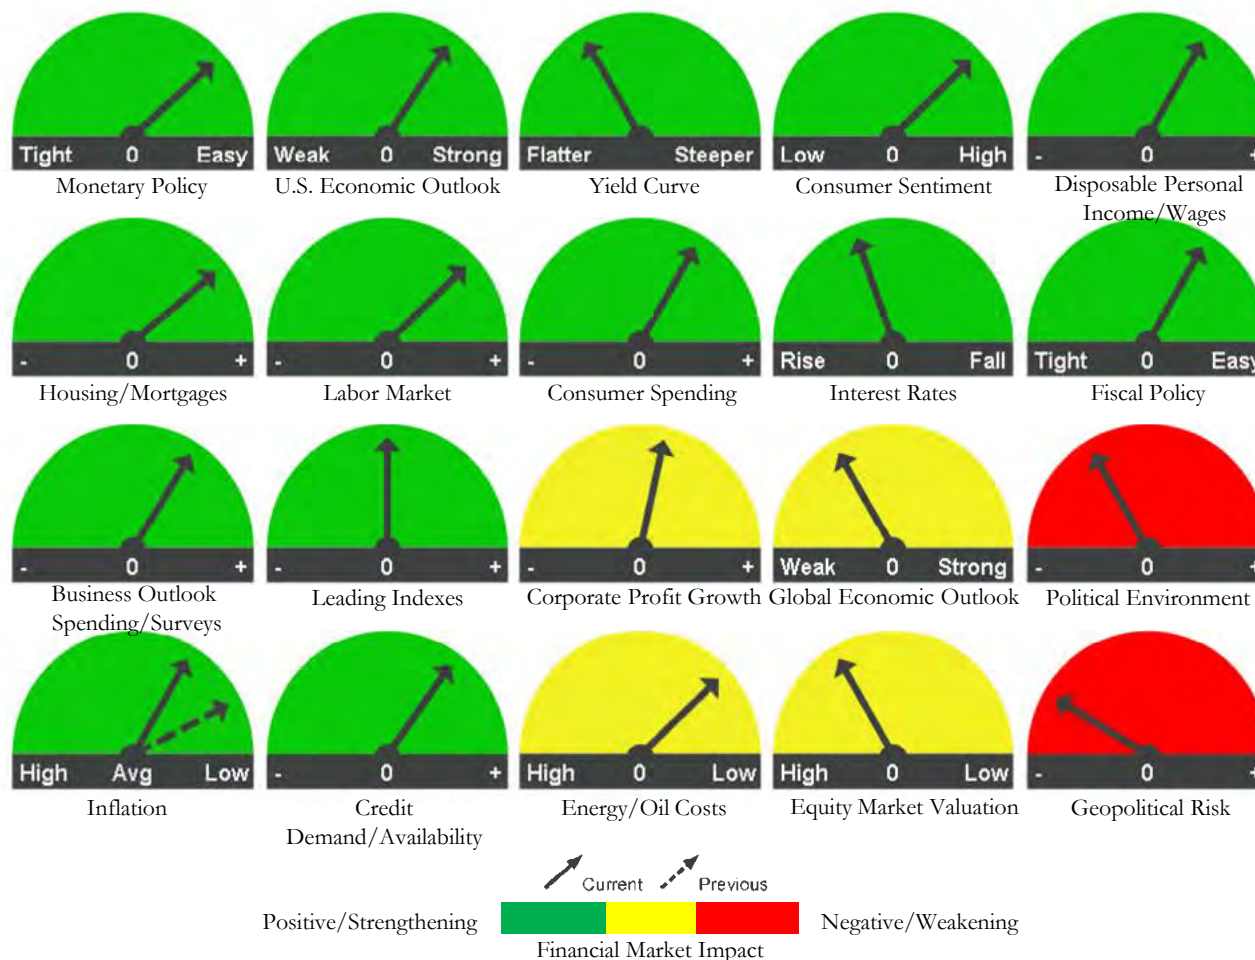 Tight 0 Easy
Monetary Policy
Weak 0 Strong
U.S. Economic Outlook
Flatter Steeper
Yield Curve
Low 0 High
Consumer Sentiment
- 0 +
Disposable Personal
Income/Wages
- 0 +
Housing/Mortgages
- 0 +
Labor Market
- 0 +
Consumer Spending
Rise 0 Fall
Interest Rates
Tight 0 Easy
Fiscal Policy
- 0 +
Business Outlook
Spending/Surveys
- 0 +
Leading Indexes
- 0 +
Corporate Profit Growth
Weak 0 Strong
Global Economic Outlook
- 0 +
Political Environment
High Avg Low
Inflation
- 0 +
Credit
Demand/Availability
High 0 Low
Energy/Oil Costs
High 0 Low
Equity Market Valuation
- 0 +
Geopolitical Risk
Current Previous
Positive/Strengthening Negative/Weakening
Financial Market Impact